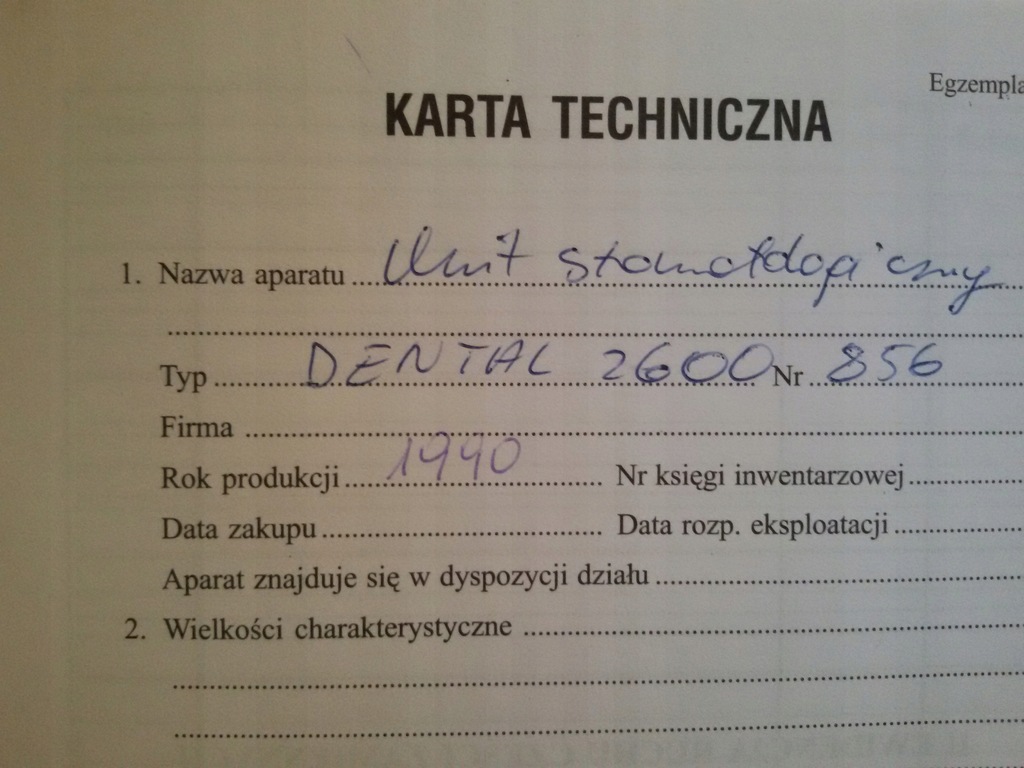 Egzempla
KARTA TECHNICZNA
1. Nazwa aparatu Unit stomatologiczny
Typ DENTAL 2600 Nr 856
Firma
Rok produkcji 1990 Nr księgi inwentarzowej
Data zakupu Data rozp. eksploatacji
Aparat znajduje się w dyspozycji działu
2. Wielkości charakterystyczne